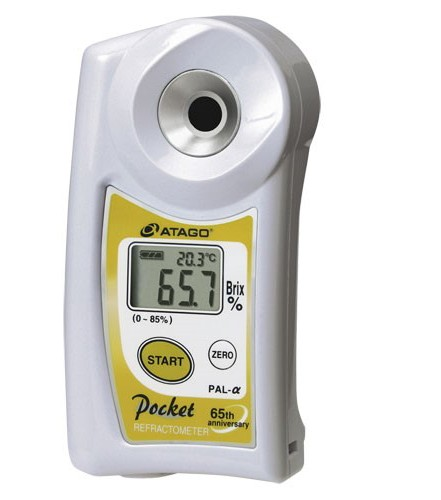 ATAGO®
20.3°C
65.7
Brix
%
(0~85%)
START
ZERO
PAL-α
Pocket
65th
anniversary
REFRACTOMETER